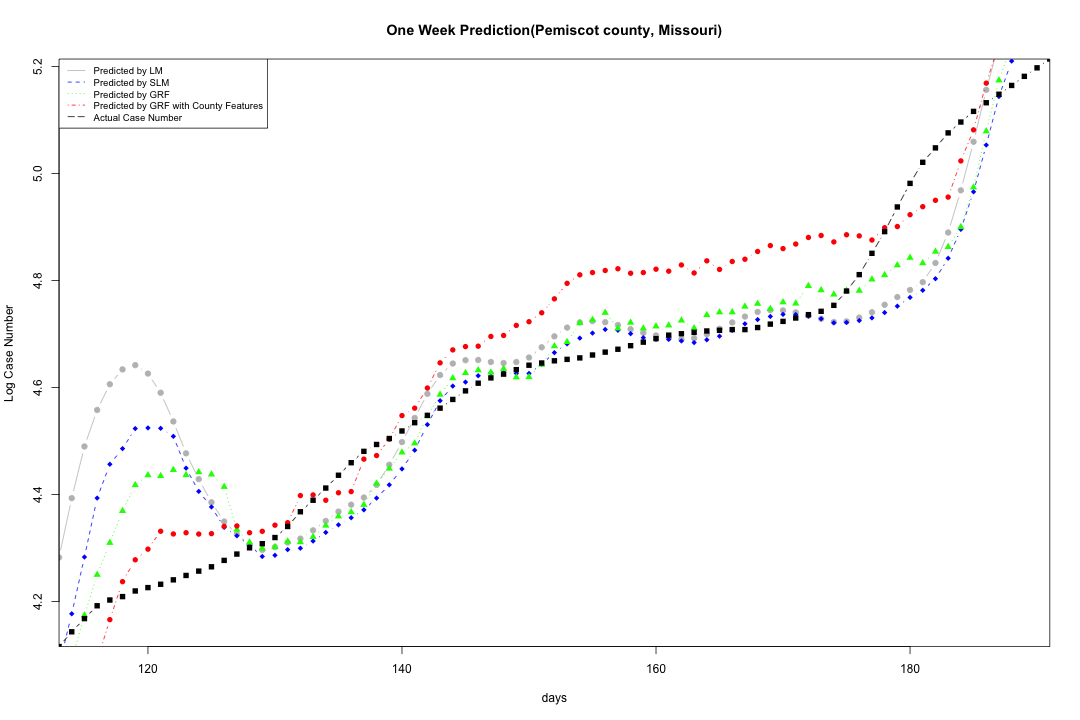 One Week Prediction(Pemiscot county, Missouri)
Predicted by LM
Predicted by SLM
Predicted by GRF
Predicted by GRF with County Features
Actual Case Number
5.2
5.0
4.8
4.6
4.4
4.2
Log Case Number
120 140 160 180
days